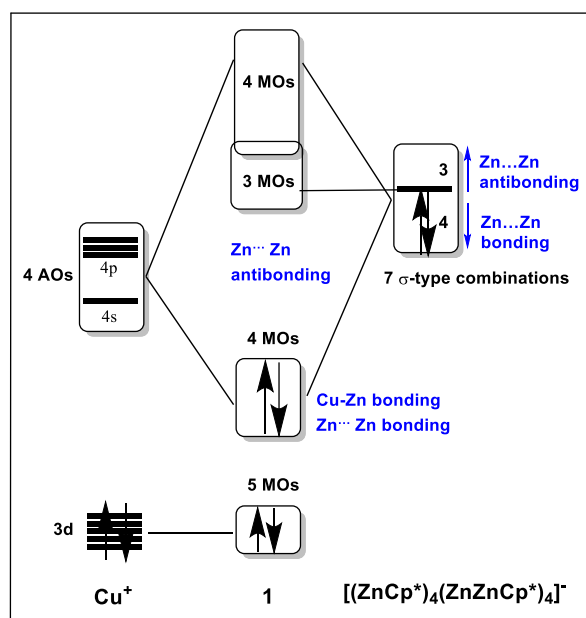 4 MOs
3 MOs
3
Zn...Zn
antibonding
4
Zn...Zn
bonding
7 σ-type combinations
4 AOs
4p
4s
Zn... Zn
antibonding
4 MOs
Cu-Zn bonding
Zn... Zn bonding
5 MOs
3d
Cu+
1
[(ZnCp*)4(ZnZnCp*)4]-